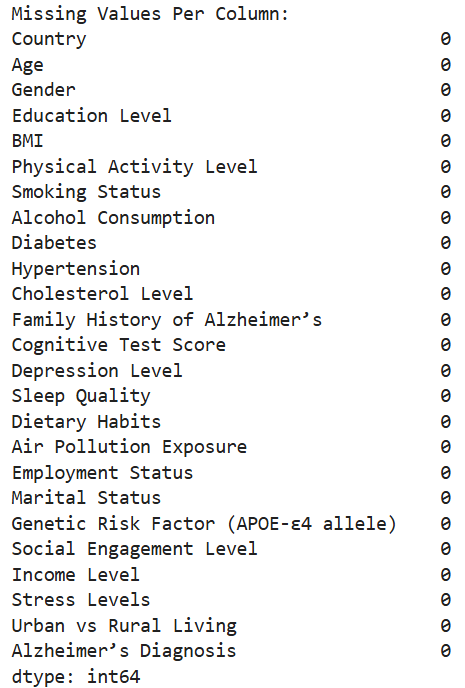 Missing Values Per Column:
Country 0
Age 0
Gender 0
Education Level 0
BMI 0
Physical Activity Level 0
Smoking Status 0
Alcohol Consumption 0
Diabetes 0
Hypertension 0
Cholesterol Level 0
Family History of Alzheimer’s 0
Cognitive Test Score 0
Depression Level 0
Sleep Quality 0
Dietary Habits 0
Air Pollution Exposure 0
Employment Status 0
Marital Status 0
Genetic Risk Factor (APOE-ε4 allele) 0
Social Engagement Level 0
Income Level 0
Stress Levels 0
Urban vs Rural Living 0
Alzheimer’s Diagnosis 0
dtype: int64